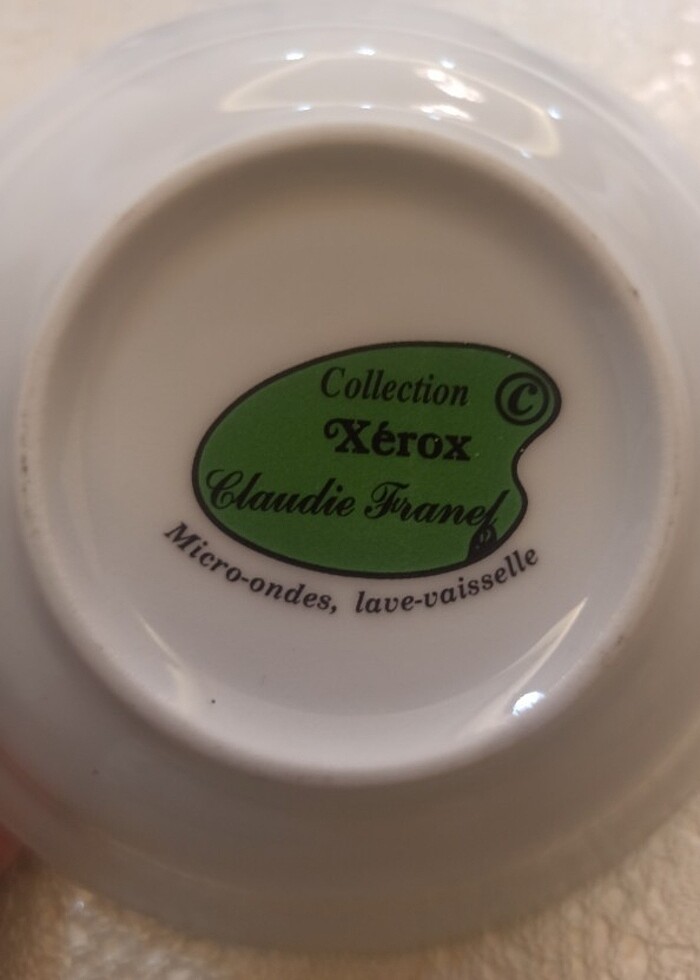 Collection ©
Xérox
Claudie Franel
Micro-ondes, lave-vaisselle